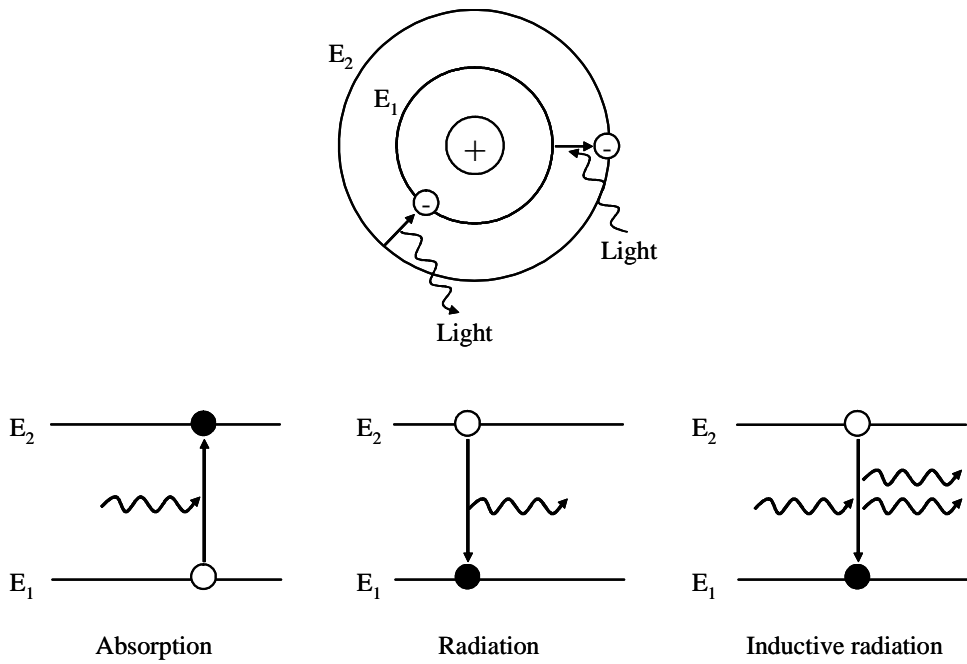 E₂
E₁
+
-
-
Light
Light
E₂
E₂
E₂
E₁
E₁
E₁
Absorption
Radiation
Inductive radiation